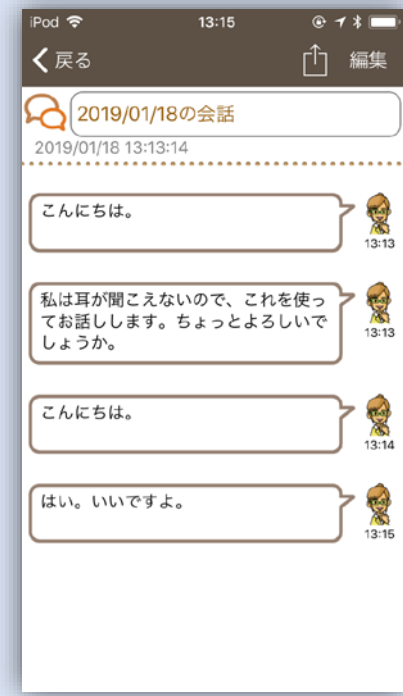 iPod 13:15
戻る 編集
2019/01/18の会話
2019/01/18 13:13:14
こんにちは。
13:13
私は耳が聞こえないので、これを使っ
てお話しします。ちょっとよろしいで
しょうか。
13:13
こんにちは。
13:14
はい。いいですよ。
13:15